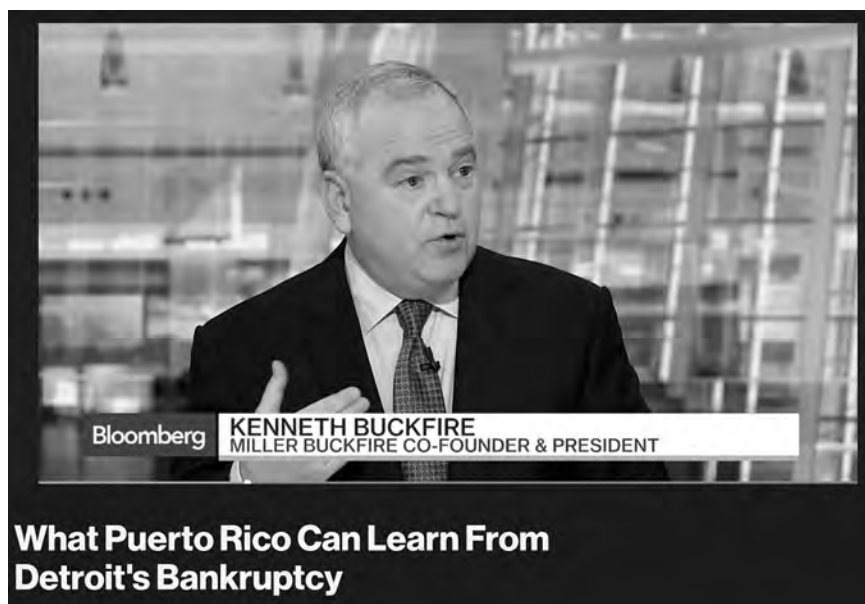 Bloomberg
KENNETH BUCKFIRE
MILLER BUCKFIRE CO-FOUNDER & PRESIDENT
What Puerto Rico Can Learn From
Detroit's Bankruptcy